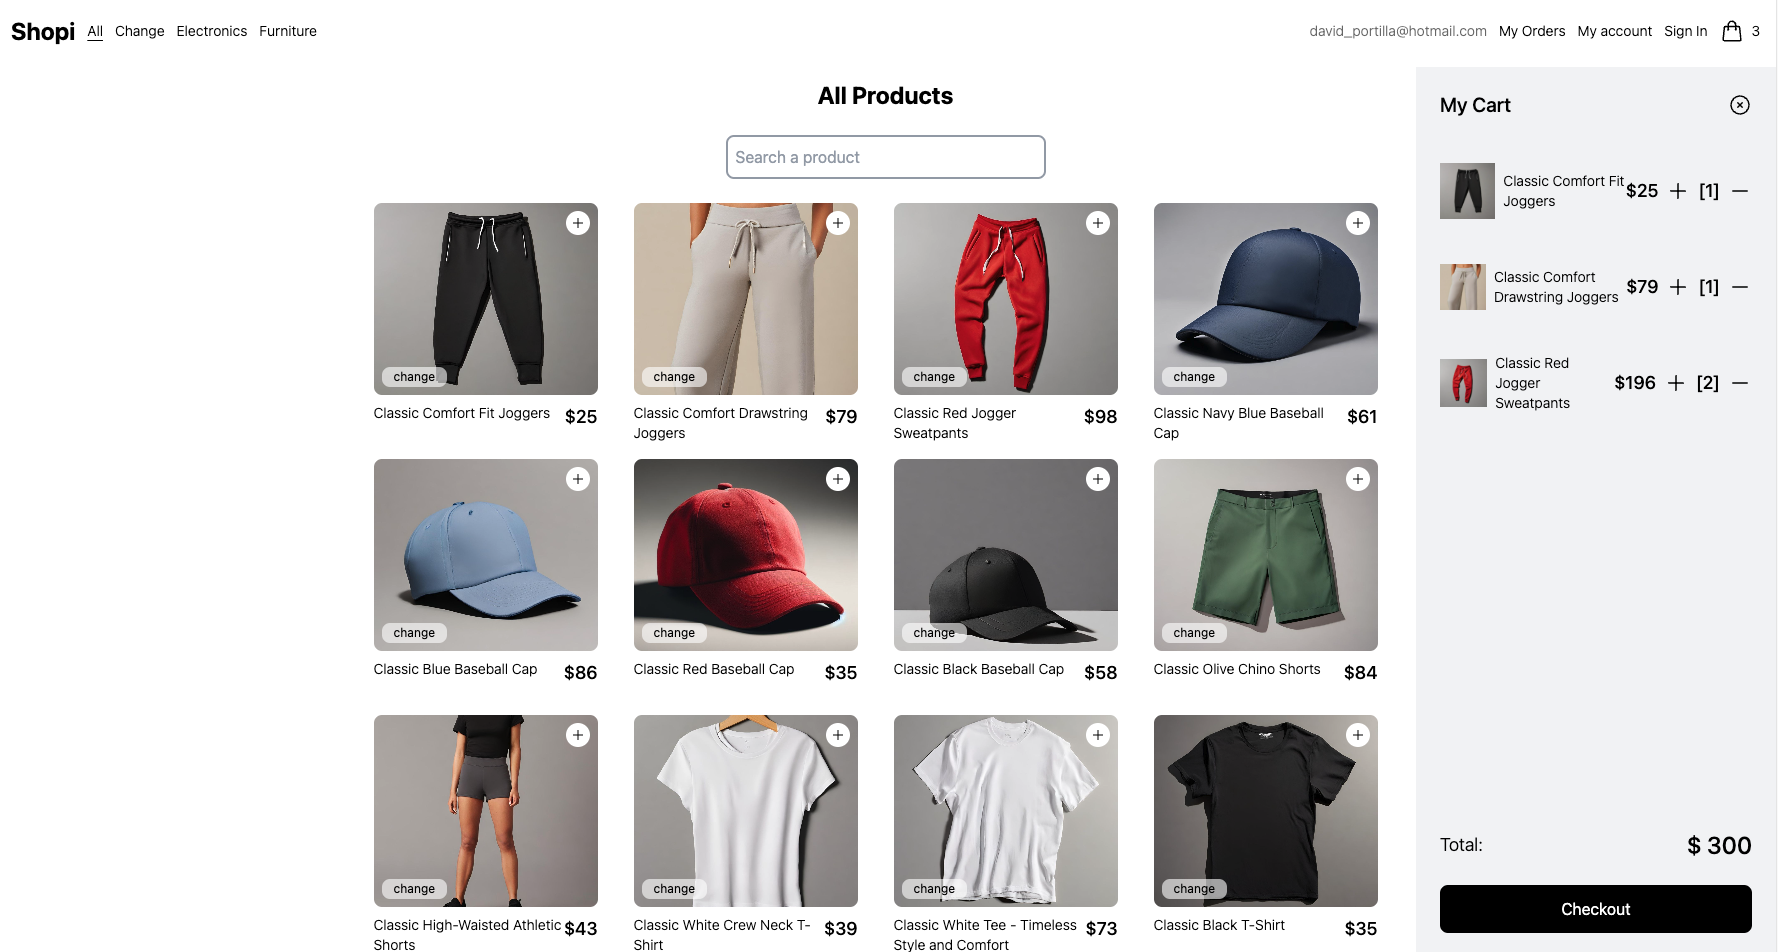 Shopi All Change Electronics Furniture david_portilla@hotmail.com My Orders My account Sign In 3
All Products
Search a product
change change change change
Classic Comfort Fit Joggers $25
Classic Comfort Drawstring
Joggers
$79
Classic Red Jogger
Sweatpants
$98
Classic Navy Blue Baseball
Cap
$61
change change change change
Classic Blue Baseball Cap $86
Classic Red Baseball Cap $35
Classic Black Baseball Cap $58
Classic Olive Chino Shorts $84
change change change change
Classic High-Waisted Athletic
Shorts
$43
Classic White Crew Neck T-
Shirt
$39
Classic White Tee - Timeless
Style and Comfort
$73
Classic Black T-Shirt $35
My Cart
Classic Comfort Fit
Joggers
$25 + [1] —
Classic Comfort
Drawstring Joggers
$79 + [1] —
Classic Red
Jogger
Sweatpants
$196 + [2] —
Total: $ 300
Checkout